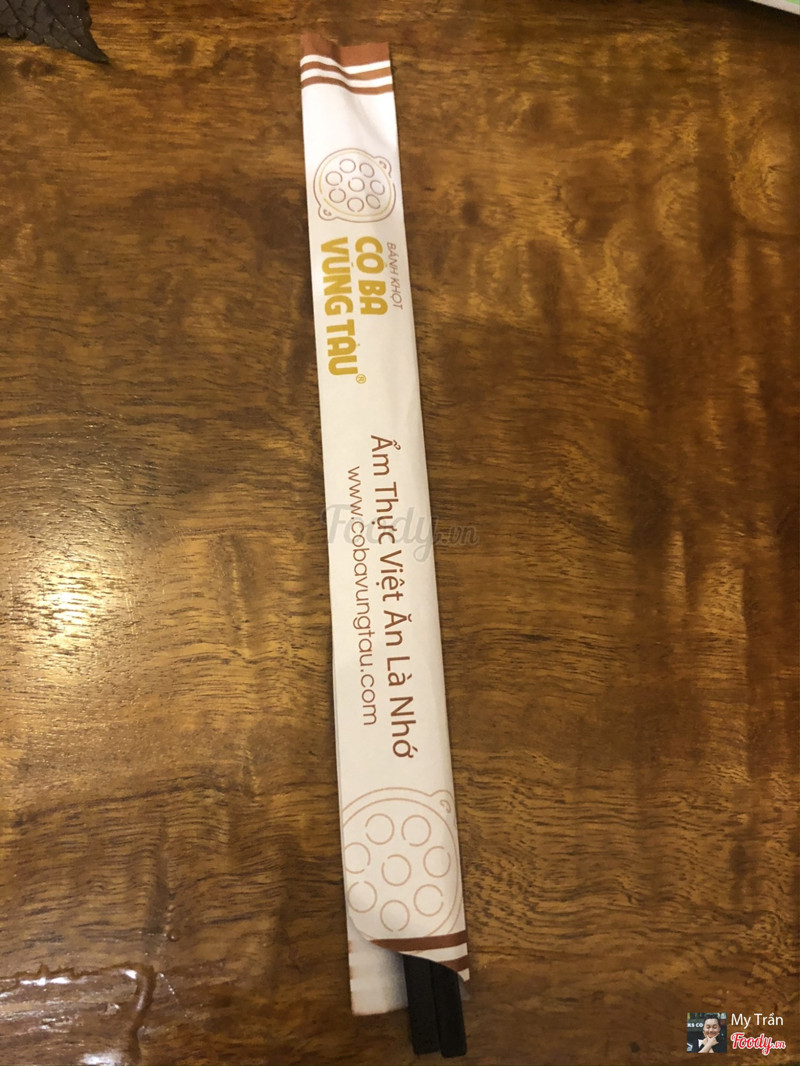 BÁNH KHỌT
CÔ BA
VŨNG TÀU®
Ẩm Thực Việt Ăn Là Nhớ
www.cobavungtau.com
Foody.vn
My Trần
Foody.vn